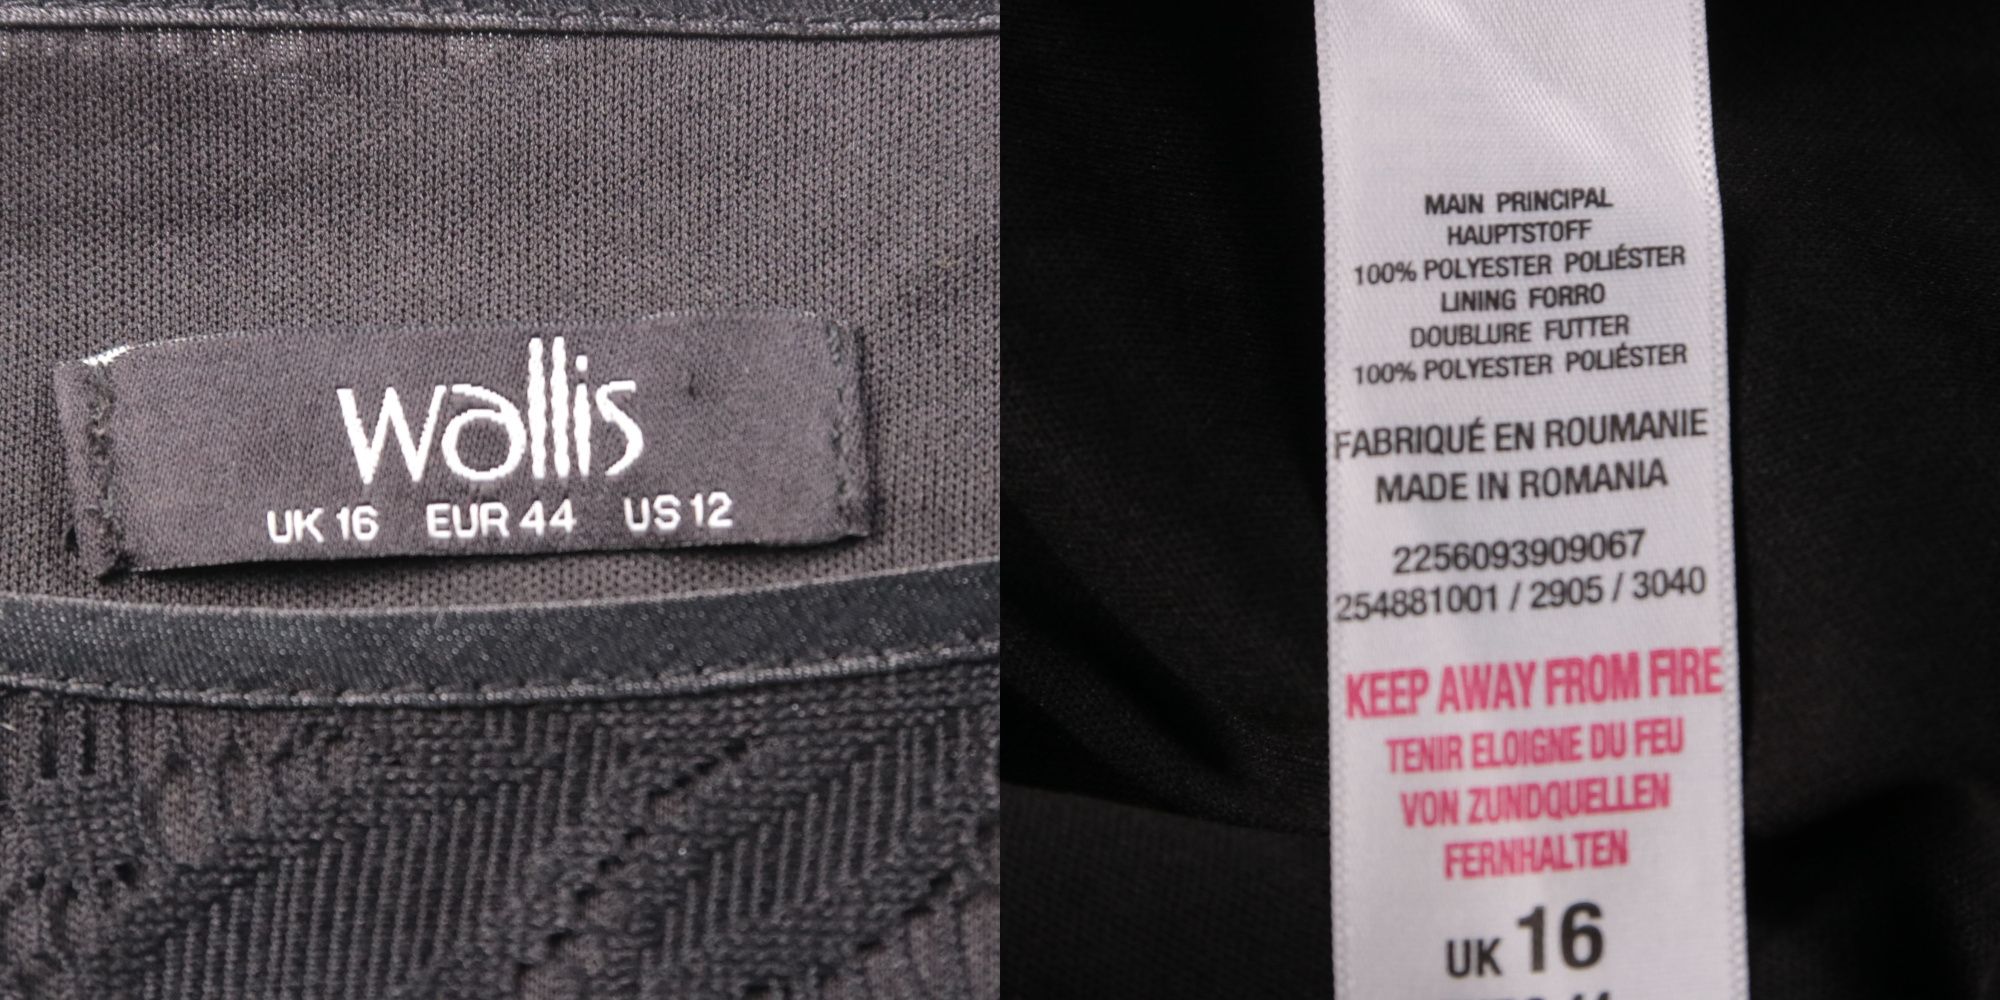 wallis
UK 16 EUR 44 US 12
MAIN PRINCIPAL
HAUPTSTOFF
100% POLYESTER POLIÉSTER
LINING FORRO
DOUBLURE FUTTER
100% POLYESTER POLIÉSTER
FABRIQUÉ EN ROUMANIE
MADE IN ROMANIA
2256093909067
254881001 / 2905 / 3040
KEEP AWAY FROM FIRE
TENIR ELOIGNE DU FEU
VON ZUNDQUELLEN
FERNHALTEN
UK 16